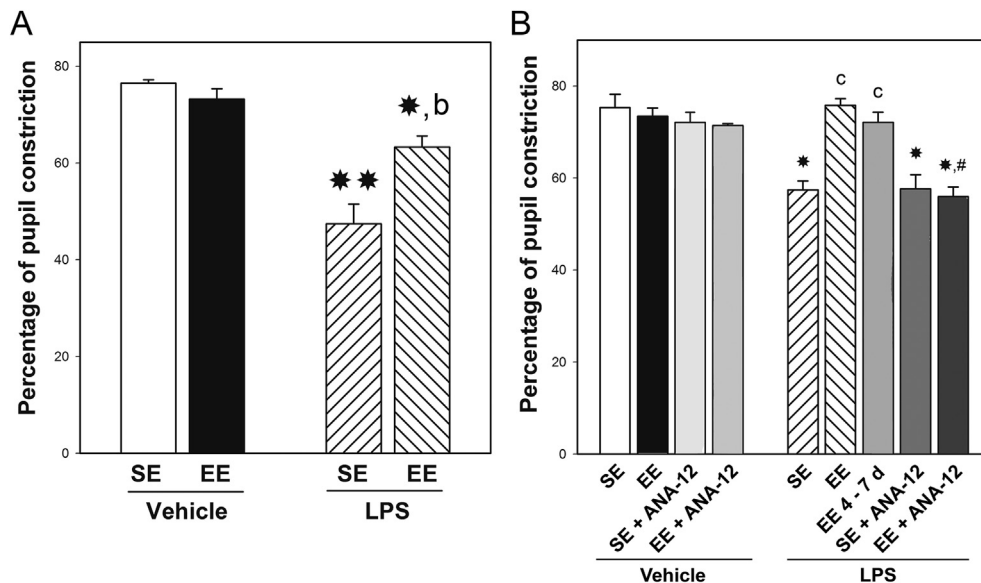 A
Percentage of pupil constriction
80
60
40
20
0
✷✷
✷,b
SE EE SE EE
Vehicle LPS
B
Percentage of pupil constriction
80
60
40
20
0
✷
c
c
✷
✷,#
SE
EE
SE + ANA-12
EE + ANA-12
SE
EE
EE 4 - 7 d
SE + ANA-12
EE + ANA-12
Vehicle LPS